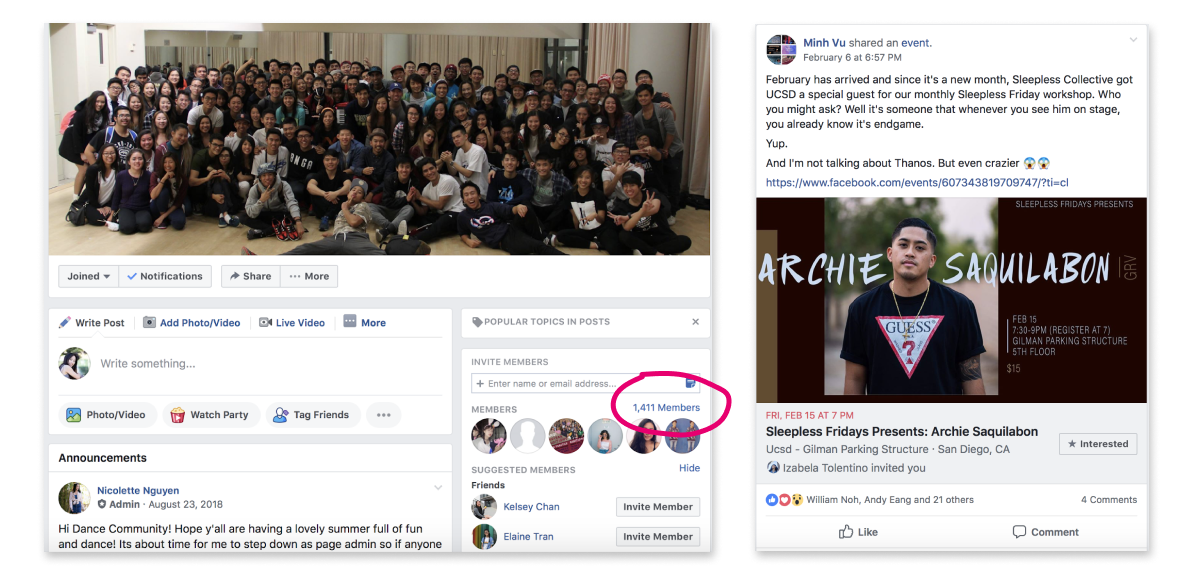 Joined
Notifications
Share
More
Write Post
Add Photo/Video
Live Video
More
Write something...
Photo/Video
Watch Party
Tag Friends
Announcements
Nicolette Nguyen
Admin · August 23, 2018
Hi Dance Community! Hope y'all are having a lovely summer full of fun
and dance! Its about time for me to step down as page admin so if anyone
POPULAR TOPICS IN POSTS
INVITE MEMBERS
+ Enter name or email address...
MEMBERS
1,411 Members
SUGGESTED MEMBERS
Hide
Friends
Kelsey Chan
Invite Member
Elaine Tran
Invite Member
Minh Vu shared an event.
February 6 at 6:57 PM
February has arrived and since it's a new month, Sleepless Collective got
UCSD a special guest for our monthly Sleepless Friday workshop. Who
you might ask? Well it's someone that whenever you see him on stage,
you already know it's endgame.
Yup.
And I'm not talking about Thanos. But even crazier 😱😱
https://www.facebook.com/events/607343819709747/?ti=cl
SLEEPLESS FRIDAYS PRESENTS
ARCHIE SAQUILABON
GRV
GUESS
?
FEB 15
7:30-9PM (REGISTER AT 7)
GILMAN PARKING STRUCTURE
5TH FLOOR
$15
FRI, FEB 15 AT 7 PM
Sleepless Fridays Presents: Archie Saquilabon
Ucsd - Gilman Parking Structure · San Diego, CA
Izabela Tolentino invited you
★ Interested
William Noh, Andy Eang and 21 others
4 Comments
Like
Comment